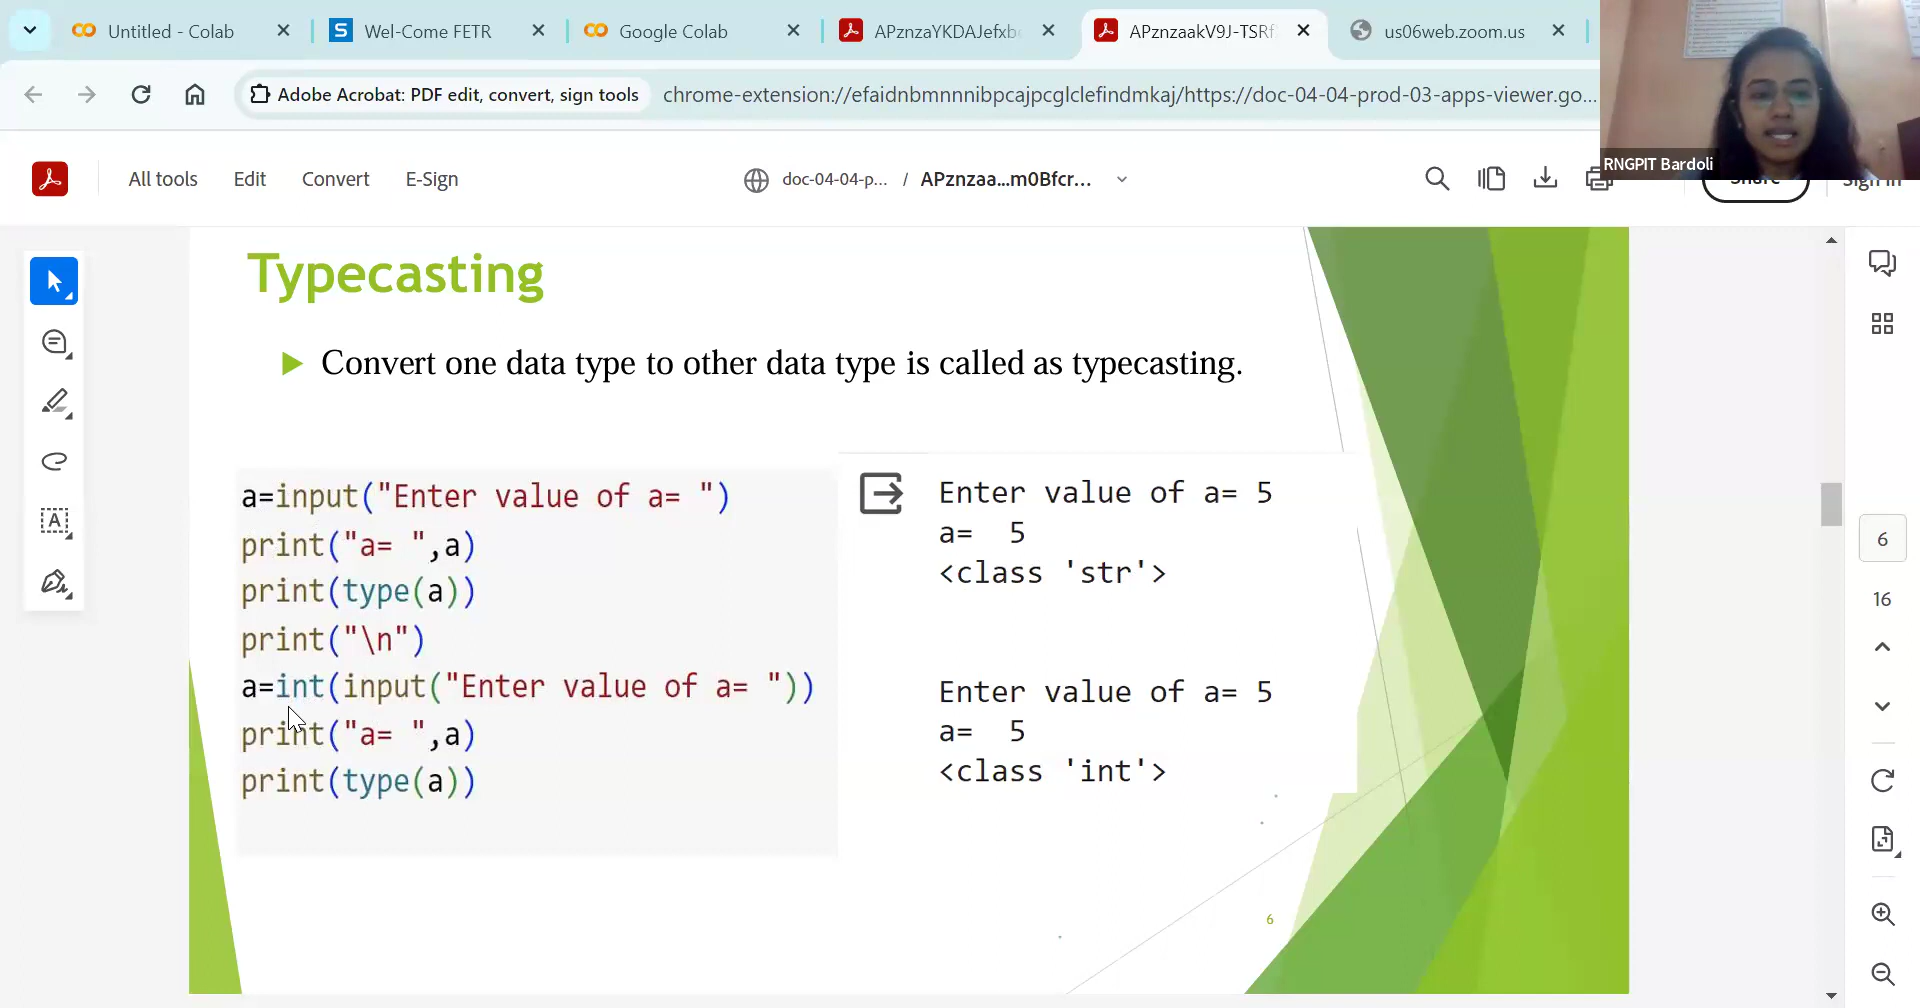 Untitled - Colab
Wel-Come FETR
Google Colab
APznzaYKDAJefxb
APznzaakV9J-TSRf
us06web.zoom.us
Adobe Acrobat: PDF edit, convert, sign tools
chrome-extension://efaidnbmnnnibpcajpcglclefindmkaj/https://doc-04-04-prod-03-apps-viewer.go...
RNGPIT Bardoli
All tools
Edit
Convert
E-Sign
doc-04-04-p... / APznzaa...m0Bfcr...
Share
Sign in
Typecasting
Convert one data type to other data type is called as typecasting.
a=input("Enter value of a= ")
print("a= ",a)
print(type(a))
print("\n")
a=int(input("Enter value of a= "))
print("a= ",a)
print(type(a))
Enter value of a= 5
a=  5
<class 'str'>
Enter value of a= 5
a=  5
<class 'int'>
6
6
16